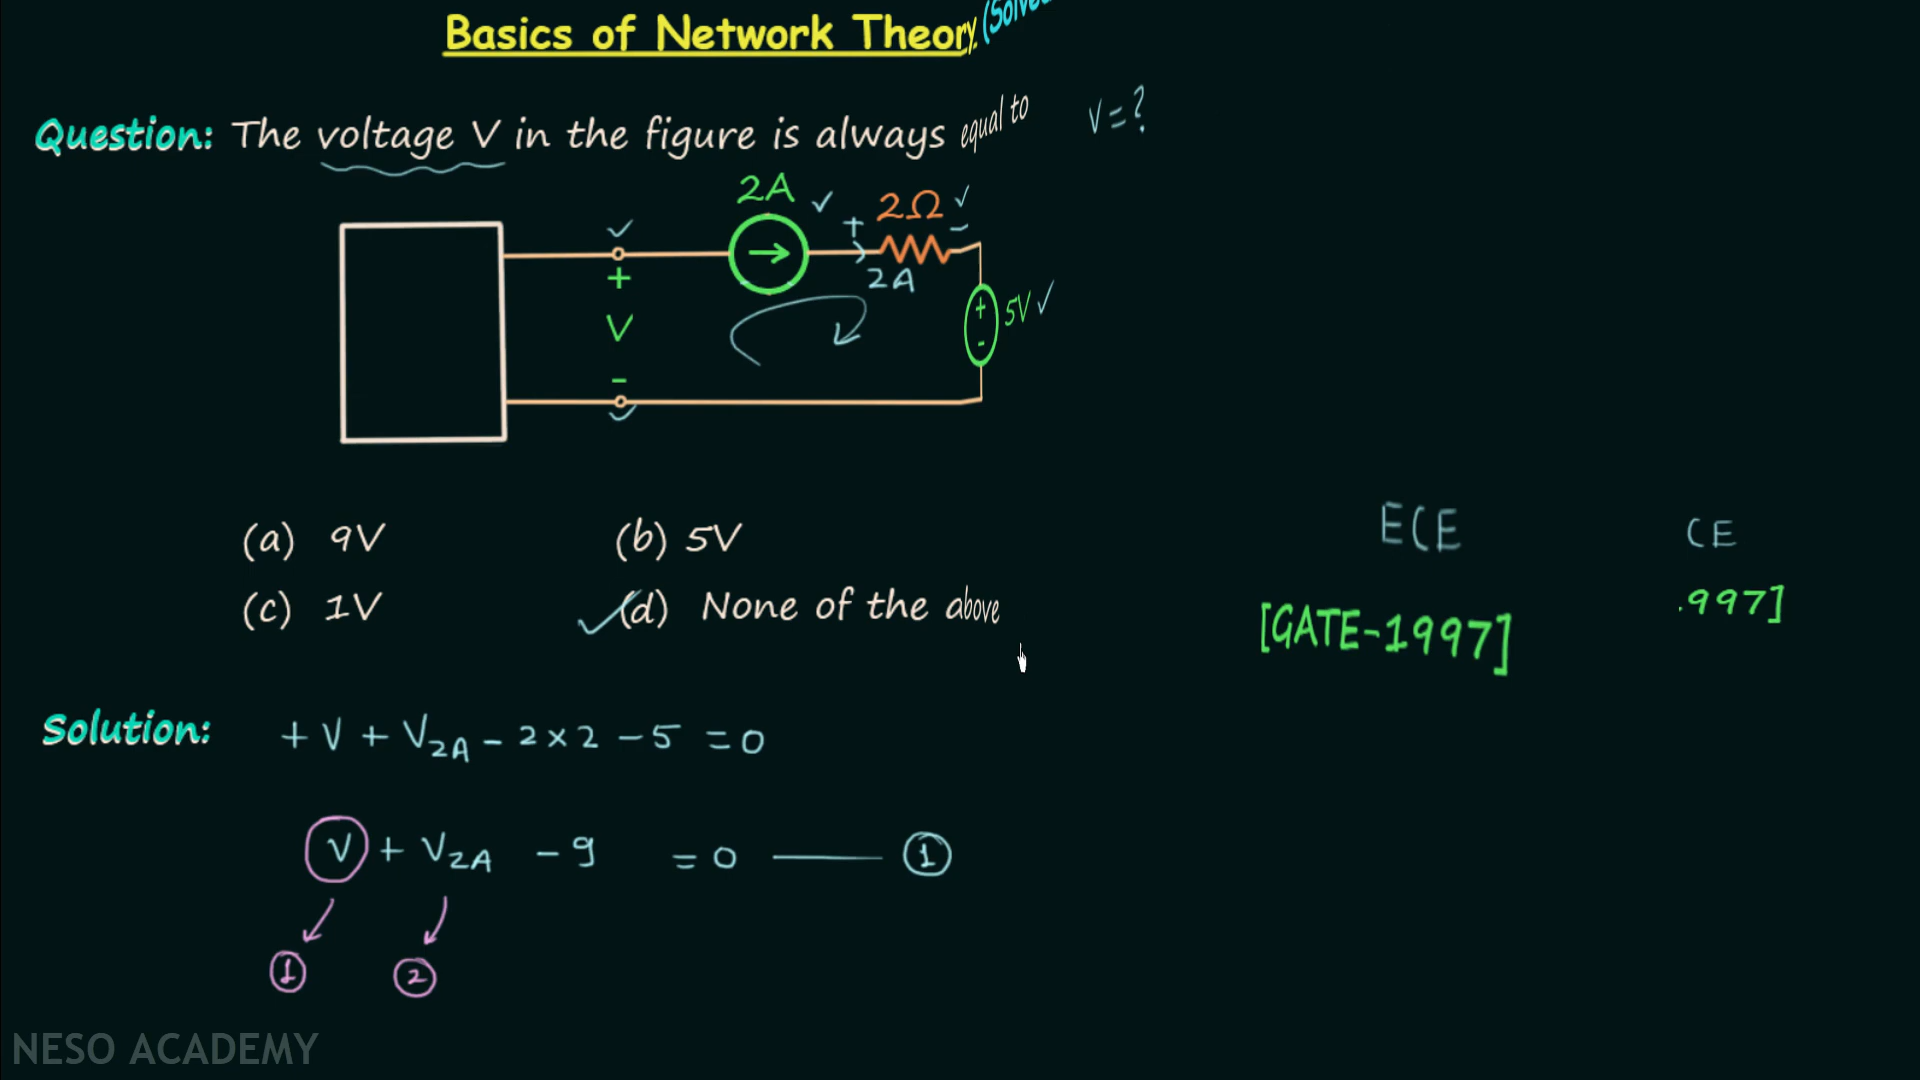 Basics of Network Theory (Solved
Question: The voltage V in the figure is always equal to
V = ?
2A
2Ω
+
−
2A
+
V
-
+
-
5V
(a) 9V
(b) 5V
(c) 1V
(d) None of the above
ECE
CE
[GATE-1997]
.997]
Solution: + V + V2A - 2 × 2 - 5 = 0
V + V2A - 9 = 0 —— 1
1
2
NESO ACADEMY